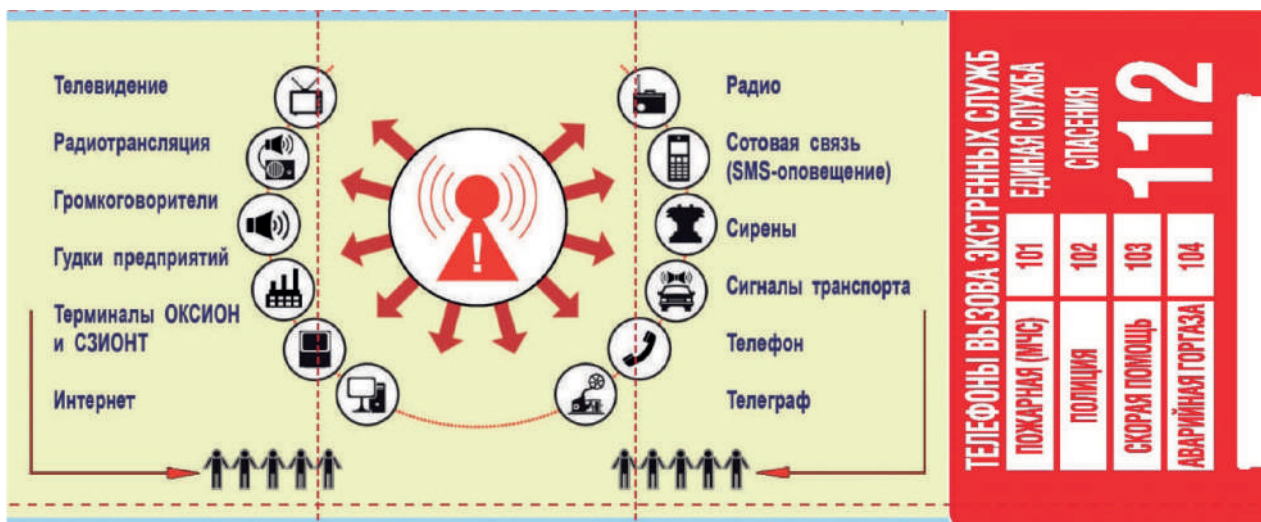 Телевидение
Радиотрансляция
Громкоговорители
Гудки предприятий
Терминалы ОКСИОН
и СЗИОНТ
Интернет
!
Радио
Сотовая связь
(SMS-оповещение)
Сирены
Сигналы транспорта
Телефон
Телеграф
ТЕЛЕФОНЫ ВЫЗОВА ЭКСТРЕННЫХ СЛУЖБ
ПОЖАРНАЯ (МЧС) 101
ПОЛИЦИЯ 102
СКОРАЯ ПОМОЩЬ 103
АВАРИЙНАЯ ГОРГАЗА 104
ЕДИНАЯ СЛУЖБА
СПАСЕНИЯ
112